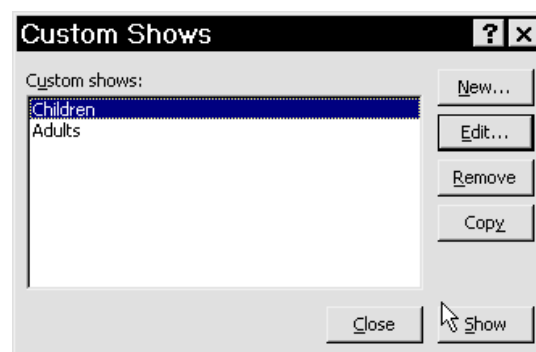 Custom Shows
? ×
Custom shows:
Children
Adults
New...
Edit...
Remove
Copy
Close
Show